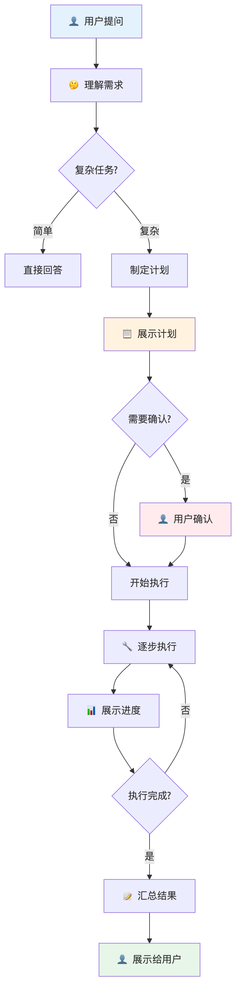 👤 用户提问
🤔 理解需求
复杂任务?
简单
复杂
直接回答
制定计划
📋 展示计划
需要确认?
是
否
👤 用户确认
开始执行
🔧 逐步执行
📊 展示进度
否
执行完成?
是
📝 汇总结果
👤 展示给用户